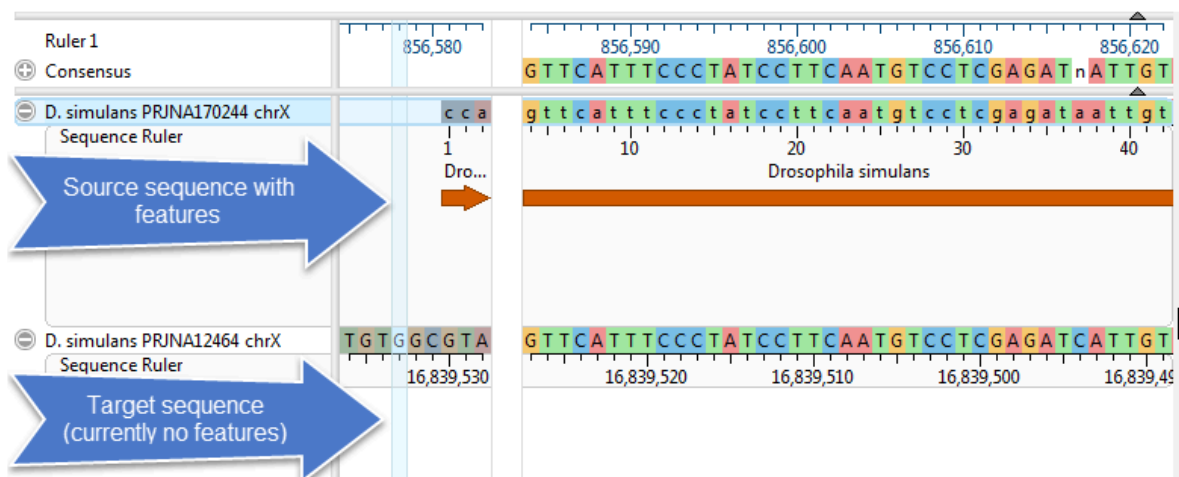 Ruler 1
856,580 856,590 856,600 856,610 856,620
Consensus
GTTCATTTCCCTATCCTTCAATGTCCTCGAGATnATTGT
D. simulans PRJNA170244 chrX
cca gttcatttccctatccttcaatgtcctcgagataattgt
Sequence Ruler
1 10 20 30 40
Dro... Drosophila simulans
Source sequence with
features
D. simulans PRJNA12464 chrX
TGTGGCGTA GTTCATTTCCCTATCCTTCAATGTCCTCGAGATCATTGT
Sequence Ruler
16,839,530 16,839,520 16,839,510 16,839,500 16,839,49
Target sequence
(currently no features)